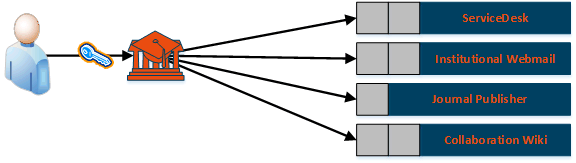 ServiceDesk
Institutional Webmail
Journal Publisher
Collaboration Wiki